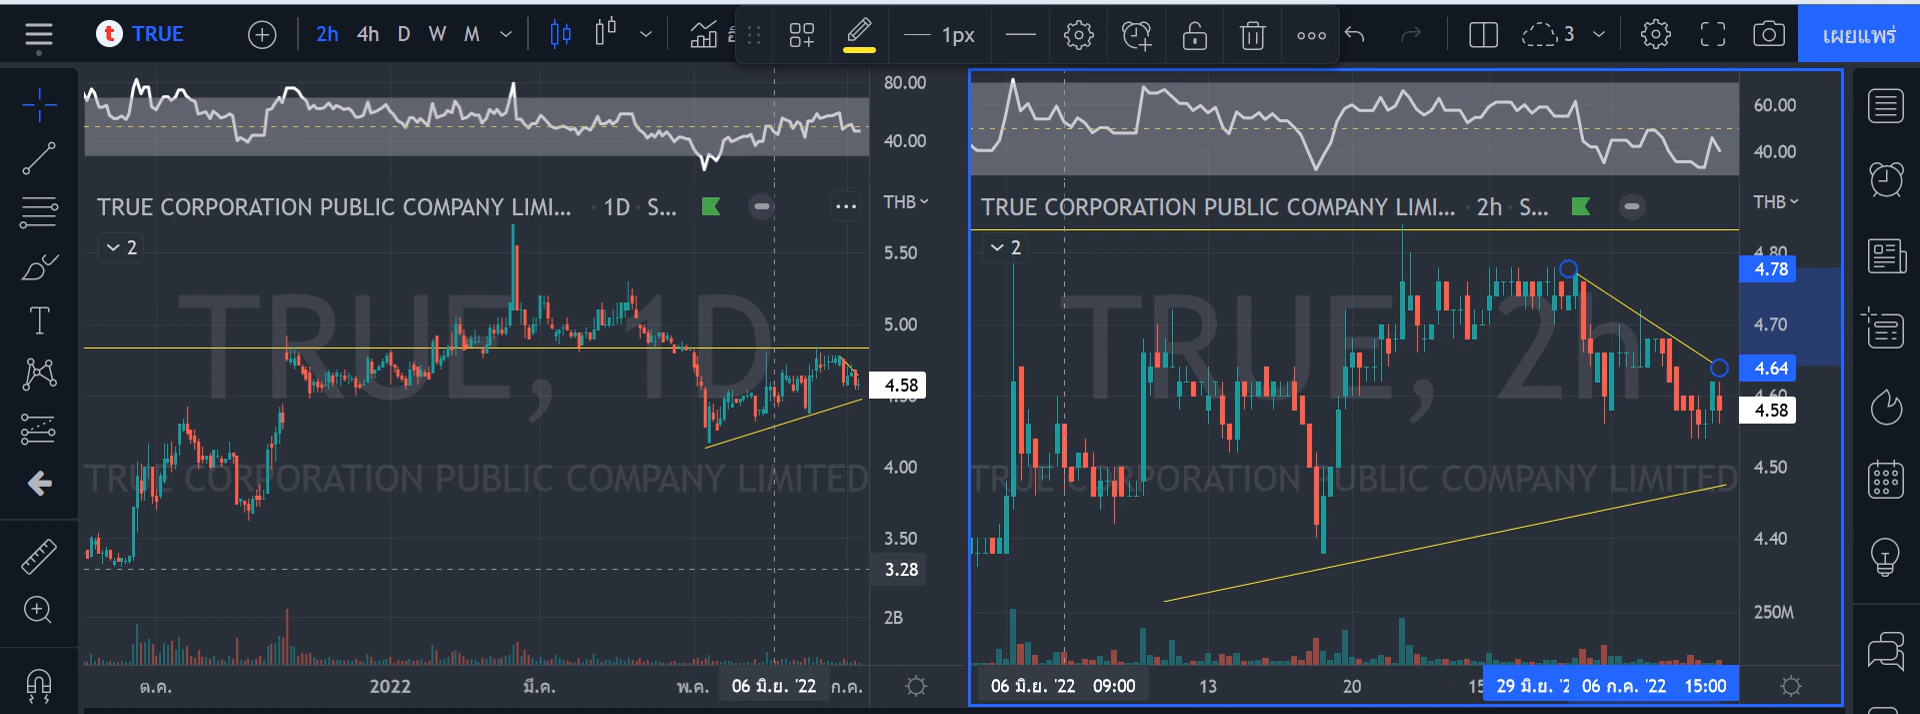 t TRUE 2h 4h D W M 1px 3 เผยแพร่
80.00
40.00
TRUE CORPORATION PUBLIC COMPANY LIMI... · 1D · S...
THB
2
5.50
5.00
4.58
4.00
3.50
3.28
2B
TRUE, 1D
TRUE CORPORATION PUBLIC COMPANY LIMITED
ต.ค. 2022 มี.ค. พ.ค. 06 มิ.ย. '22 ก.ค.
60.00
40.00
TRUE CORPORATION PUBLIC COMPANY LIMI... · 2h · S...
THB
2
4.80
4.78
4.70
4.64
4.60
4.58
4.50
4.40
250M
TRUE, 2h
TRUE CORPORATION PUBLIC COMPANY LIMITED
06 มิ.ย. '22 09:00 13 20 29 มิ.ย. '2 06 ก.ค. '22 15:00